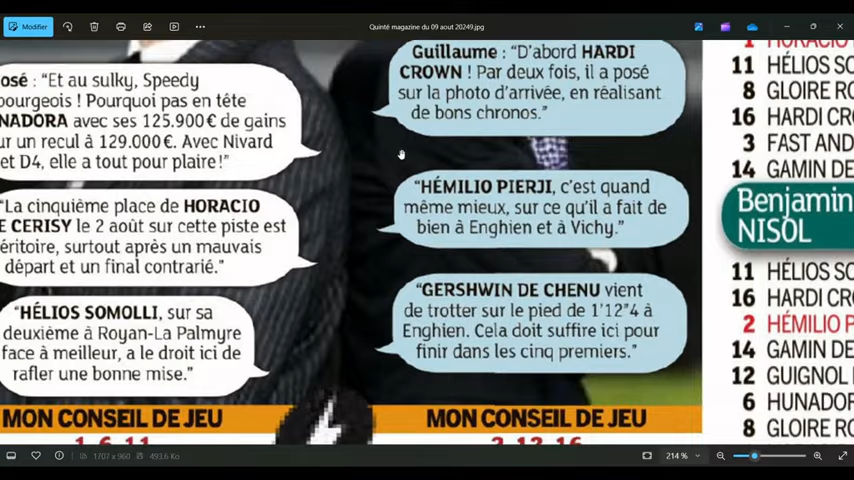 Modifier
Quinté magazine du 09 aout 20249.jpg
osé : "Et au sulky, Speedy
bourgeois ! Pourquoi pas en tête
NADORA avec ses 125.900 € de gains
ur un recul à 129.000 €. Avec Nivard
et D4, elle a tout pour plaire !"
"La cinquième place de HORACIO
E CERISY le 2 août sur cette piste est
éritoire, surtout après un mauvais
départ et un final contrarié."
"HÉLIOS SOMOLLI, sur sa
deuxième à Royan-La Palmyre
face à meilleur, a le droit ici de
rafler une bonne mise."
MON CONSEIL DE JEU
1-6-11
Guillaume : "D'abord HARDI
CROWN ! Par deux fois, il a posé
sur la photo d'arrivée, en réalisant
de bons chronos."
"HÉMILIO PIERJI, c'est quand
même mieux, sur ce qu'il a fait de
bien à Enghien et à Vichy."
"GERSHWIN DE CHENU vient
de trotter sur le pied de 1'12"4 à
Enghien. Cela doit suffire ici pour
finir dans les cinq premiers."
MON CONSEIL DE JEU
2-12-16
1 HORACIO
11 HÉLIOS SO
8 GLOIRE RO
16 HARDI CR
3 FAST AND
14 GAMIN DE
Benjamin
NISOL
11 HÉLIOS SO
16 HARDI CRO
2 HÉMILIO P
14 GAMIN DE
12 GUIGNOL
6 HUNADOR
8 GLOIRE RO
1707 x 960
493.6 Ko
214 %